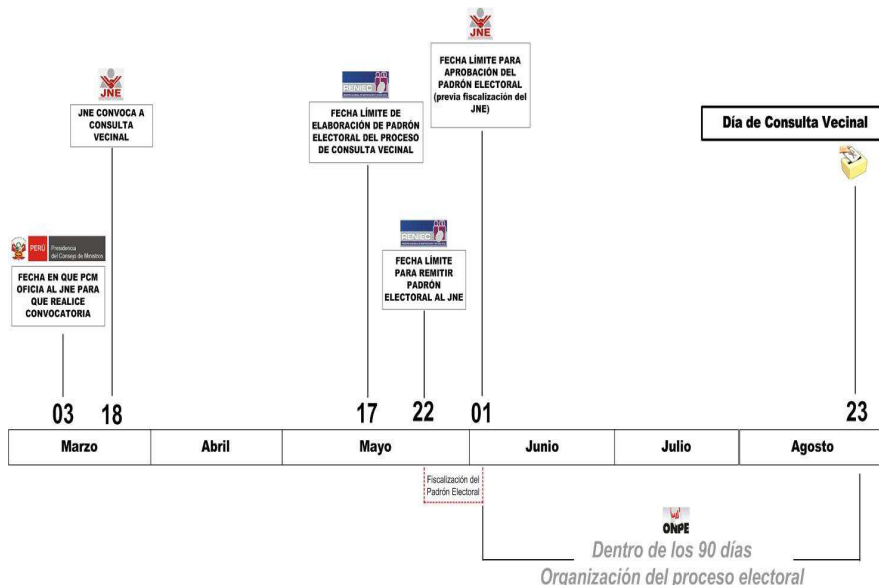 JNE
JNE CONVOCA A
CONSULTA
VECINAL
RENIEC
FECHA LÍMITE DE
ELABORACIÓN DE PADRÓN
ELECTORAL DEL PROCESO
DE CONSULTA VECINAL
JNE
FECHA LÍMITE PARA
APROBACIÓN DEL
PADRÓN ELECTORAL
(previa fiscalización del
JNE)
Día de Consulta Vecinal
PERÚ
Presidencia
del Consejo de Ministros
FECHA EN QUE PCM
OFICIA AL JNE PARA
QUE REALICE
CONVOCATORIA
RENIEC
FECHA LÍMITE
PARA REMITIR
PADRÓN
ELECTORAL AL JNE
03 18 17 22 01 23
Marzo Abril Mayo Junio Julio Agosto
Fiscalización del
Padrón Electoral
ONPE
Dentro de los 90 días
Organización del proceso electoral